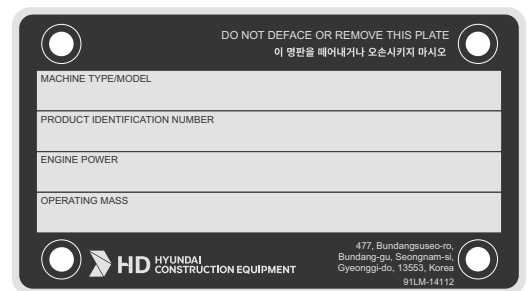 DO NOT DEFACE OR REMOVE THIS PLATE
이 명판을 떼어내거나 오손시키지 마시오
MACHINE TYPE/MODEL
PRODUCT IDENTIFICATION NUMBER
ENGINE POWER
OPERATING MASS
HD HYUNDAI
CONSTRUCTION EQUIPMENT
477, Bundangsuseo-ro,
Bundang-gu, Seongnam-si,
Gyeonggi-do, 13553, Korea
91LM-14112